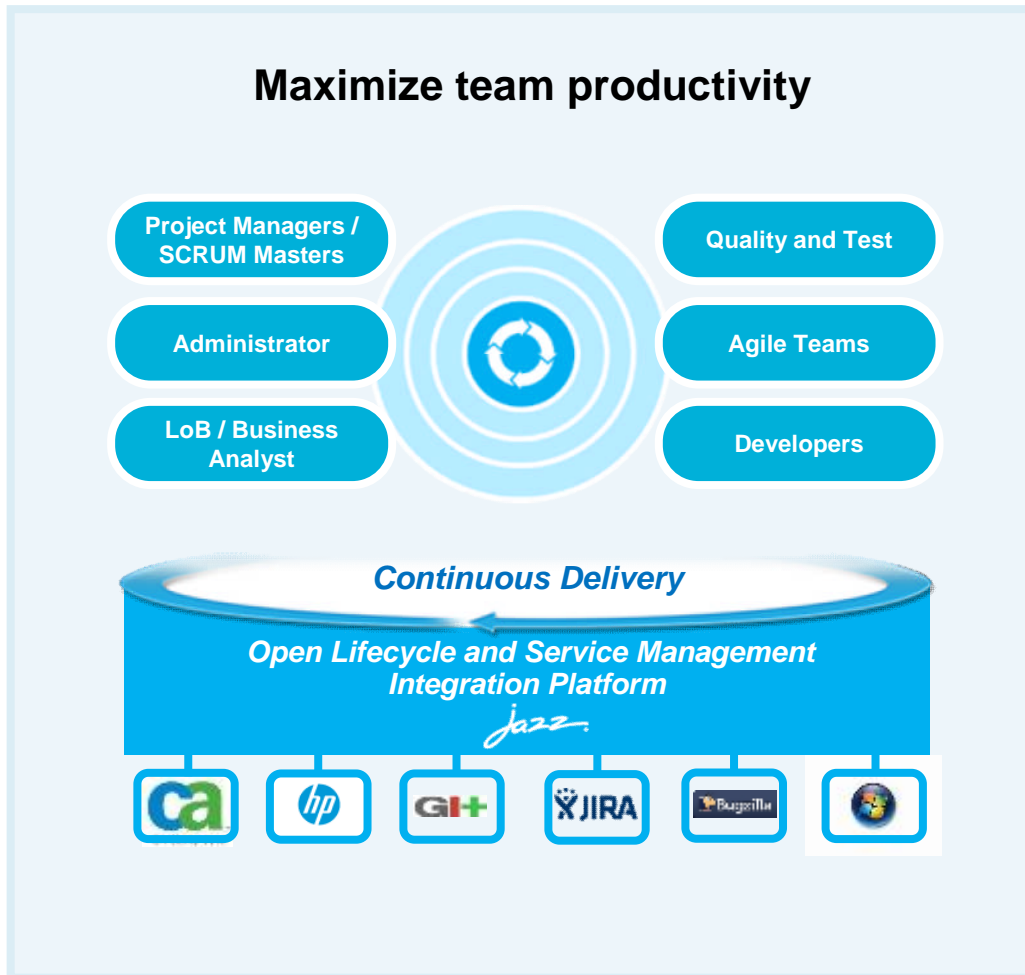 Maximize team productivity
Project Managers /
SCRUM Masters
Quality and Test
Administrator
Agile Teams
LoB / Business
Analyst
Developers
Continuous Delivery
Open Lifecycle and Service Management
Integration Platform
jazz
ca
hp
GIt
JIRA
Bugzilla